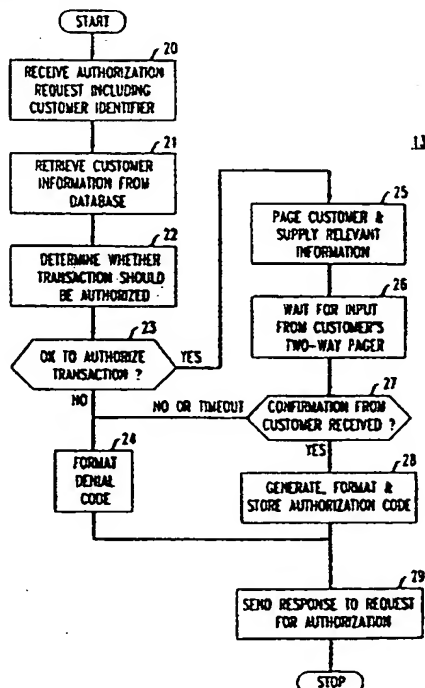 START
20
RECEIVE AUTHORIZATION
REQUEST INCLUDING
CUSTOMER IDENTIFIER
21
RETRIEVE CUSTOMER
INFORMATION FROM
DATABASE
22
DETERMINE WHETHER
TRANSACTION SHOULD
BE AUTHORIZED
23
OK TO AUTHORIZE
TRANSACTION ?
YES
NO
24
FORMAT
DENIAL
CODE
13
25
PAGE CUSTOMER &
SUPPLY RELEVANT
INFORMATION
26
WAIT FOR INPUT
FROM CUSTOMER'S
TWO-WAY PAGER
27
CONFIRMATION FROM
CUSTOMER RECEIVED ?
NO OR TIMEOUT
YES
28
GENERATE, FORMAT &
STORE AUTHORIZATION CODE
29
SEND RESPONSE TO REQUEST
FOR AUTHORIZATION
STOP